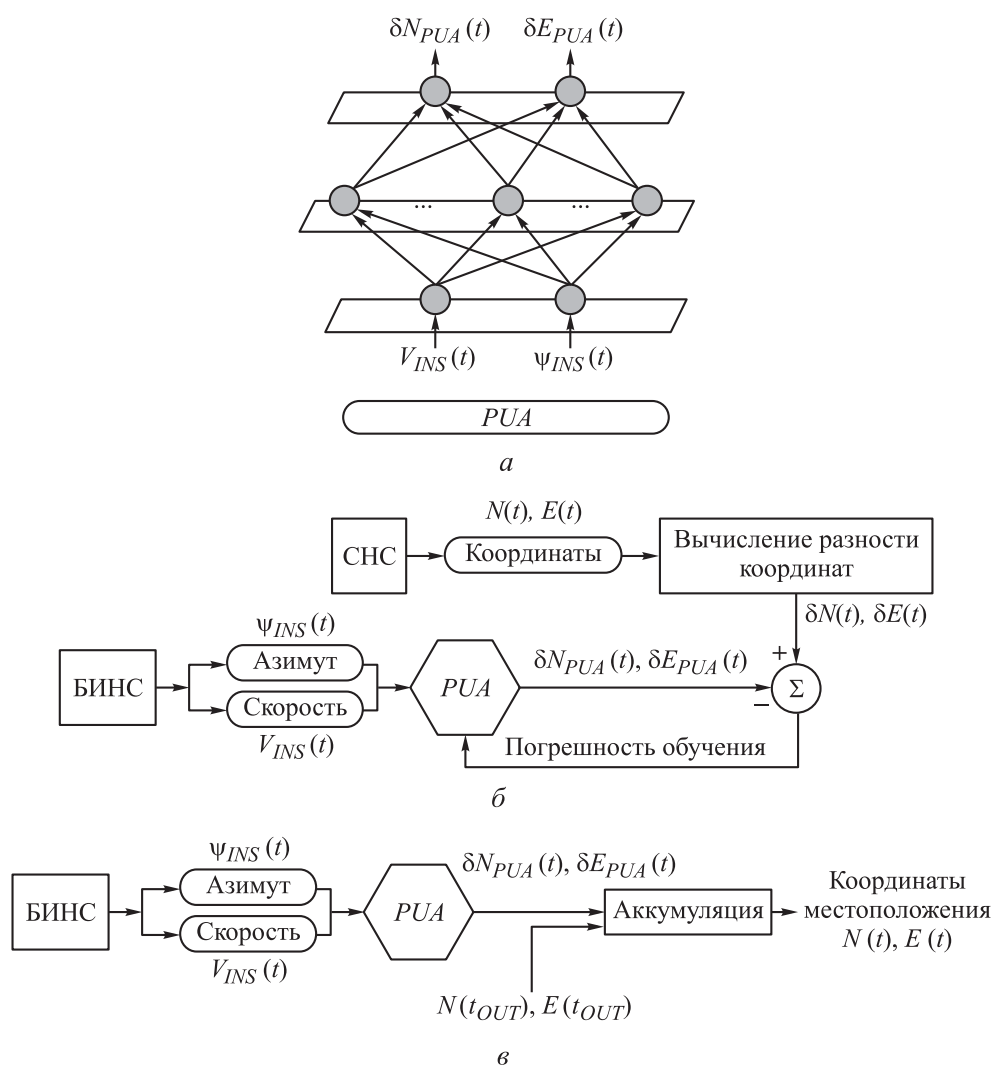 δN_PUA (t) δE_PUA (t)
... ...
V_INS (t) ψ_INS (t)
PUA
а
N(t), E(t)
СНС Координаты Вычисление разности
координат
δN(t), δE(t)
ψ_INS (t)
БИНС Азимут PUA δN_PUA (t), δE_PUA (t) + − Σ
Скорость
V_INS (t)
Погрешность обучения
б
ψ_INS (t) δN_PUA (t), δE_PUA (t)
БИНС Азимут PUA Аккумуляция Координаты
Скорость местоположения
V_INS (t) N (t), E (t)
N (t_OUT), E (t_OUT)
в